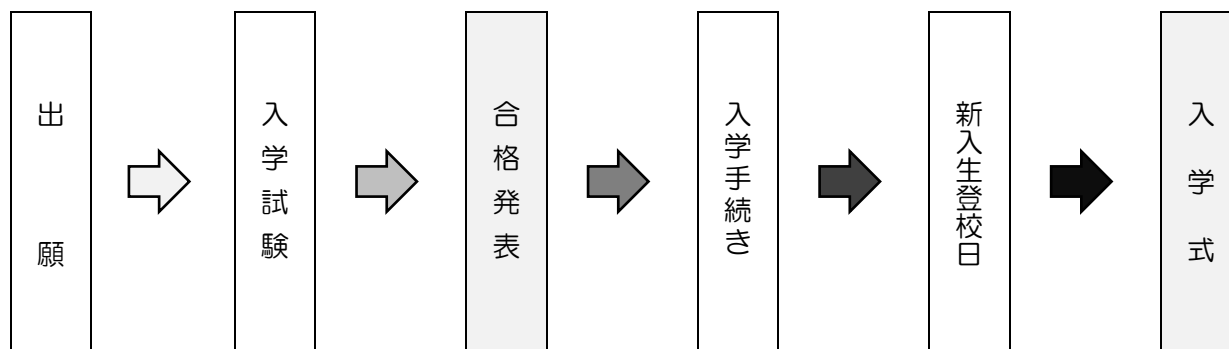 出願
入学試験
合格発表
入学手続き
新入生登校日
入学式